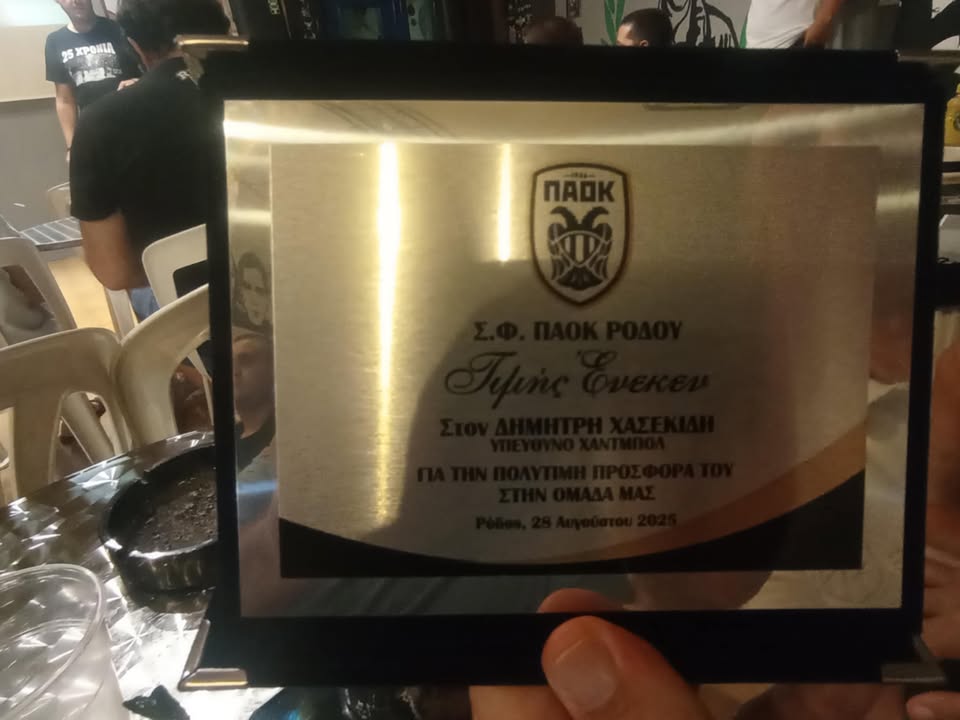 25 ΧΡΟΝΙΑ
1926
ΠΑΟΚ
Σ.Φ. ΠΑΟΚ ΡΟΔΟΥ
Τιμής Ένεκεν
Στον ΔΗΜΗΤΡΗ ΧΑΣΕΚΙΔΗ
ΥΠΕΥΘΥΝΟ ΧΑΝΤΜΠΟΛ
ΓΙΑ ΤΗΝ ΠΟΛΥΤΙΜΗ ΠΡΟΣΦΟΡΑ ΤΟΥ
ΣΤΗΝ ΟΜΑΔΑ ΜΑΣ
Ρόδος, 28 Αυγούστου 2025